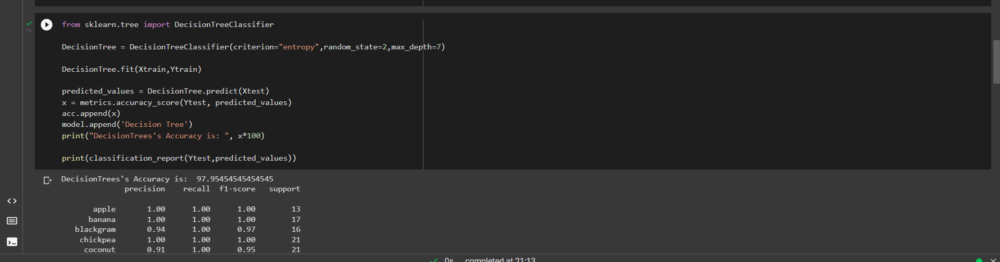 from sklearn.tree import DecisionTreeClassifier
1s
DecisionTree = DecisionTreeClassifier(criterion="entropy",random_state=2,max_depth=7)
DecisionTree.fit(Xtrain,Ytrain)
predicted_values = DecisionTree.predict(Xtest)
x = metrics.accuracy_score(Ytest, predicted_values)
acc.append(x)
model.append('Decision Tree')
print("DecisionTrees's Accuracy is: ", x*100)
print(classification_report(Ytest,predicted_values))
DecisionTrees's Accuracy is:  97.95454545454545
precision recall f1-score support
apple 1.00 1.00 1.00 13
banana 1.00 1.00 1.00 17
blackgram 0.94 1.00 0.97 16
chickpea 1.00 1.00 1.00 21
coconut 0.91 1.00 0.95 21
0s completed at 21:13